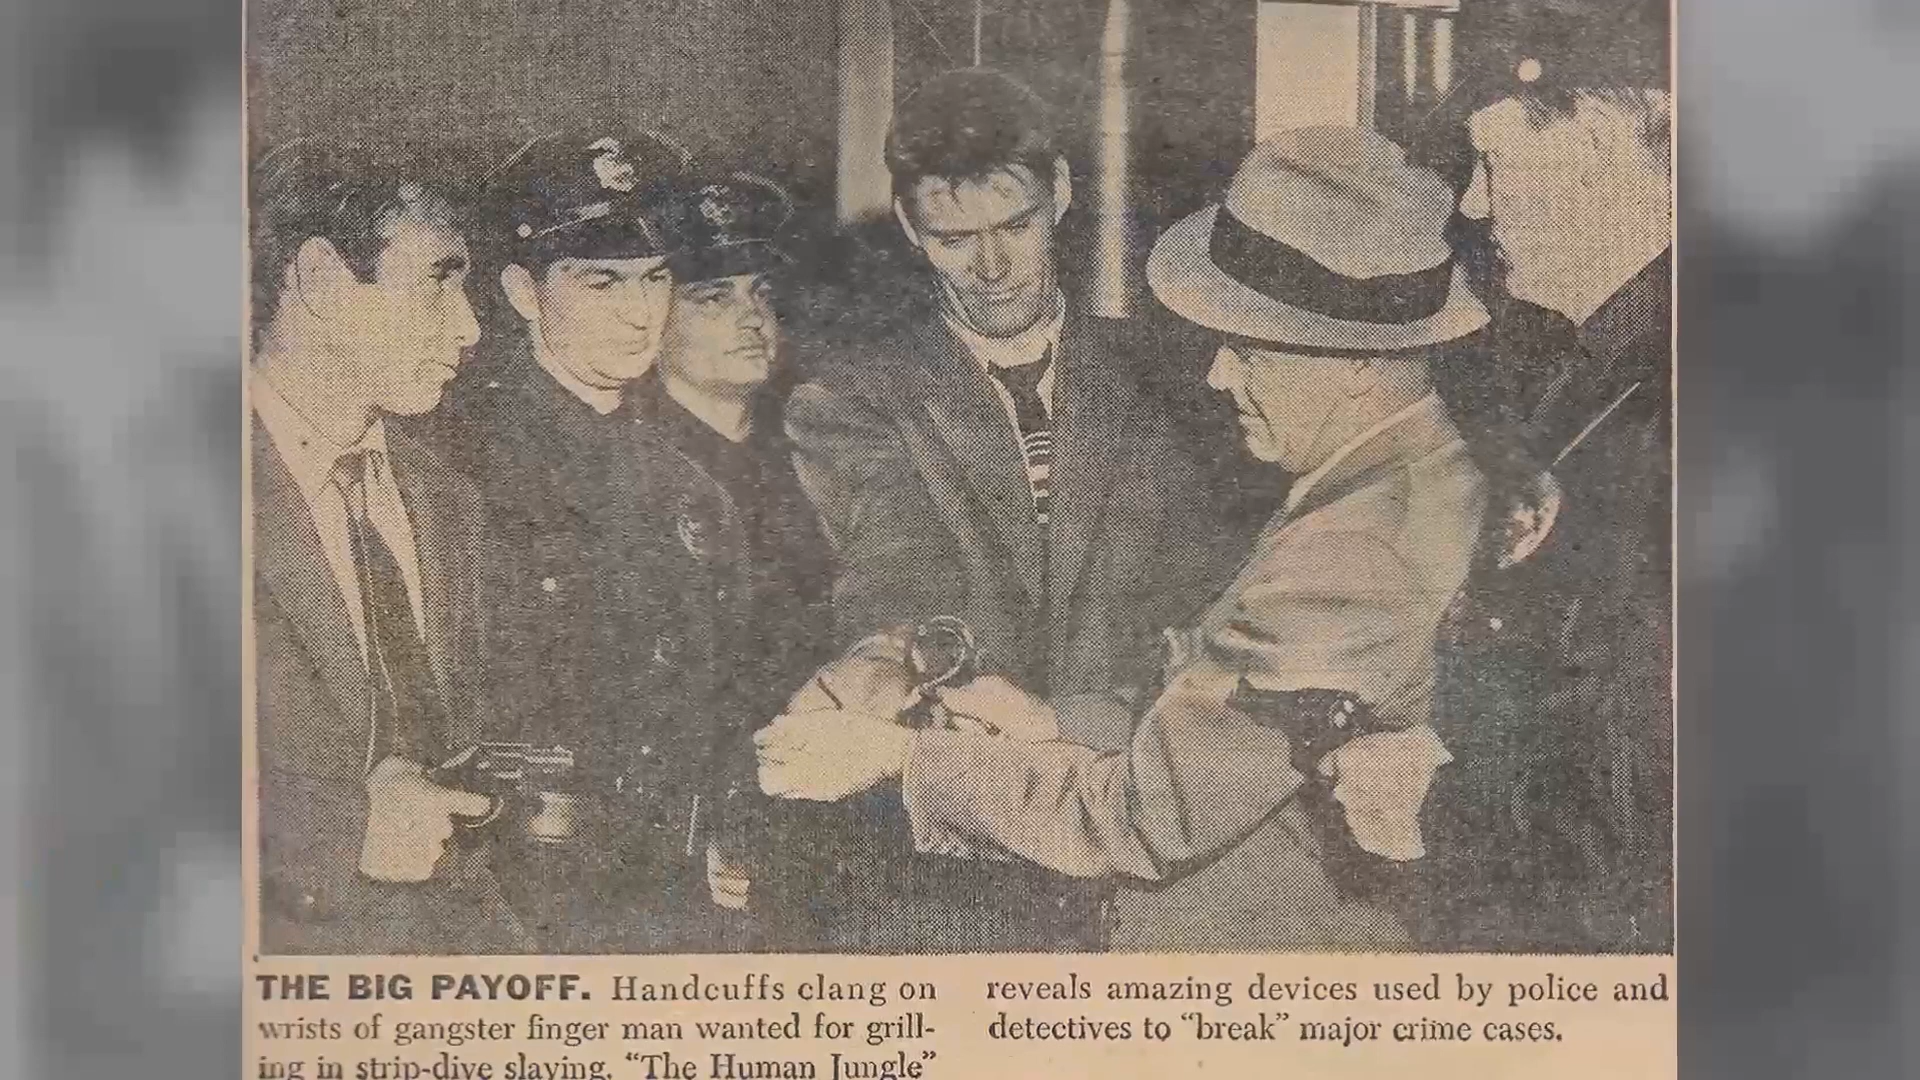 THE BIG PAYOFF. Handcuffs clang on
wrists of gangster finger man wanted for grill-
ing in strip-dive slaying. “The Human Jungle”
reveals amazing devices used by police and
detectives to “break” major crime cases.